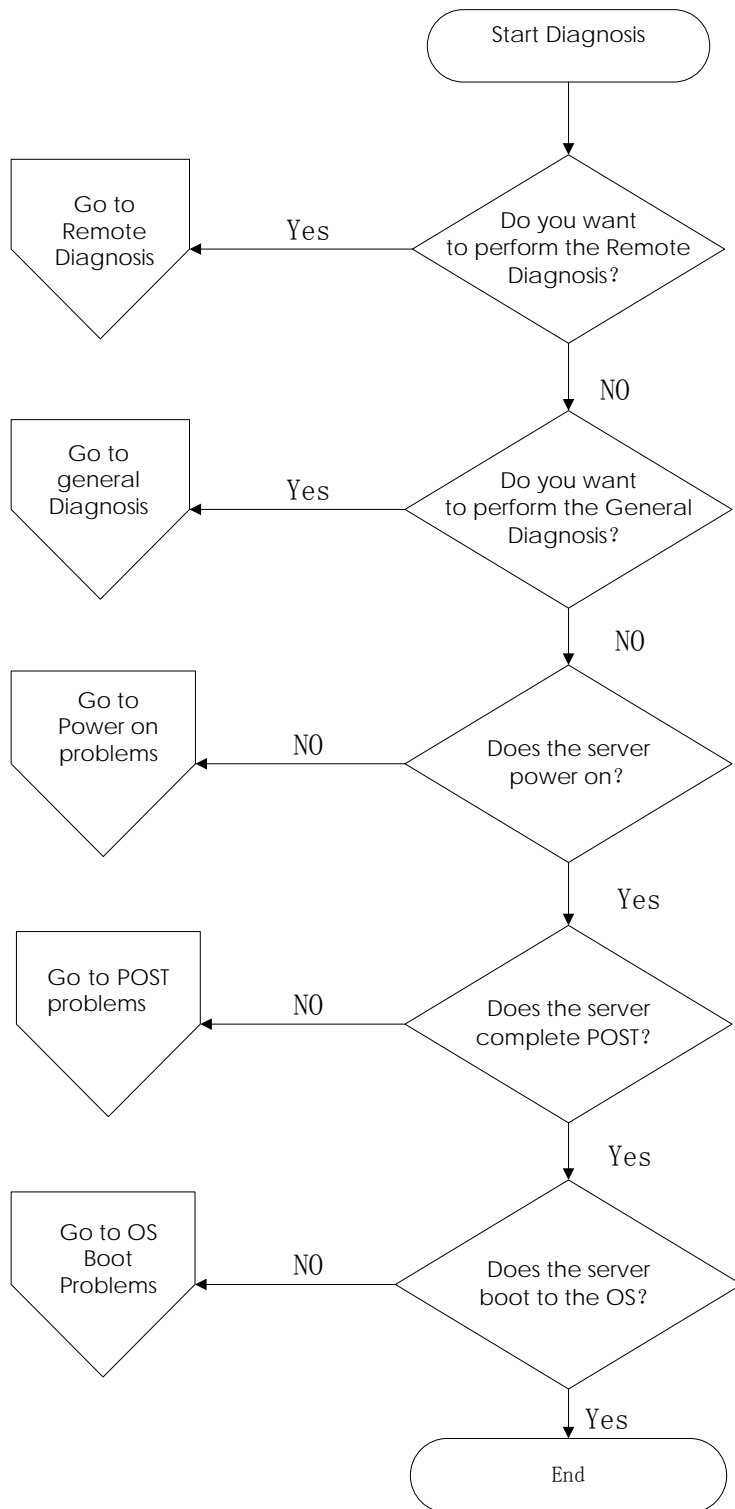 Start Diagnosis
Do you want
to perform the Remote
Diagnosis?
Yes
Go to
Remote
Diagnosis
NO
Do you want
to perform the General
Diagnosis?
Yes
Go to
general
Diagnosis
NO
Does the server
power on?
NO
Go to
Power on
problems
Yes
Does the server
complete POST?
NO
Go to POST
problems
Yes
Does the server
boot to the OS?
NO
Go to OS
Boot
Problems
Yes
End